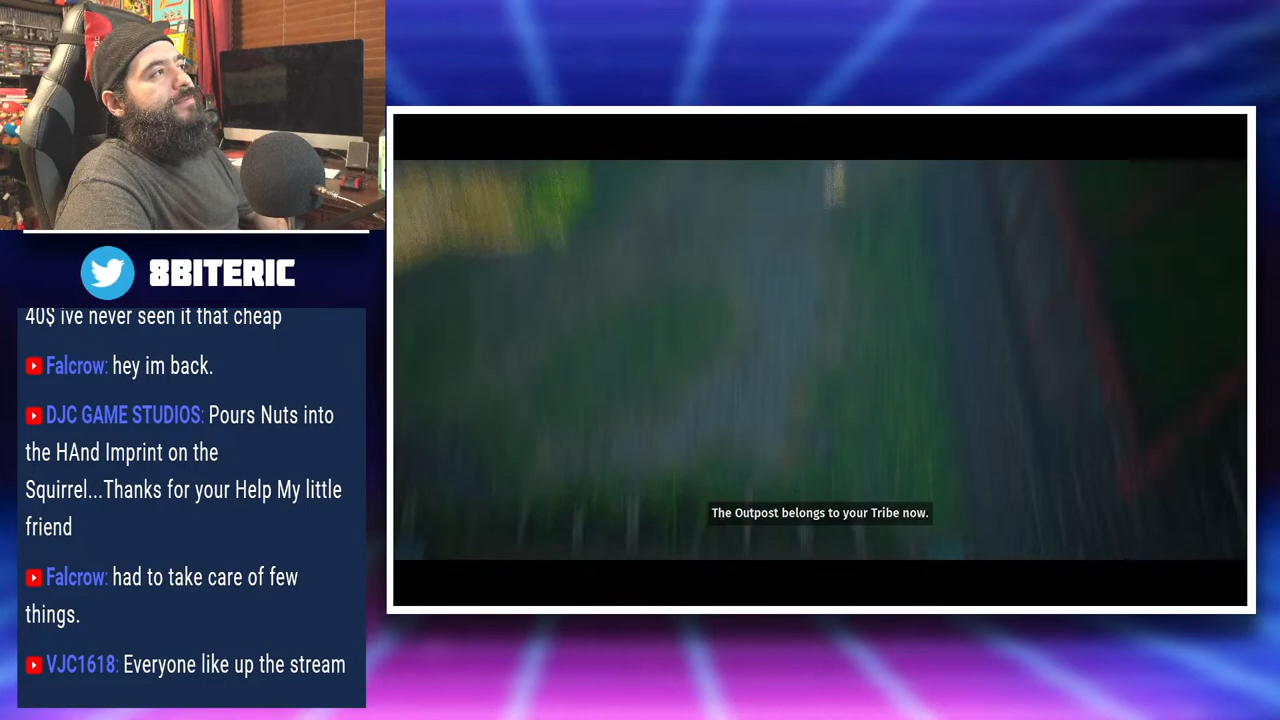 8BITERIC
40$ ive never seen it that cheap
Falcrow: hey im back.
DJC GAME STUDIOS: Pours Nuts into
the HAnd Imprint on the
Squirrel...Thanks for your Help My little
friend
Falcrow: had to take care of few
things.
VJC1618: Everyone like up the stream
The Outpost belongs to your Tribe now.